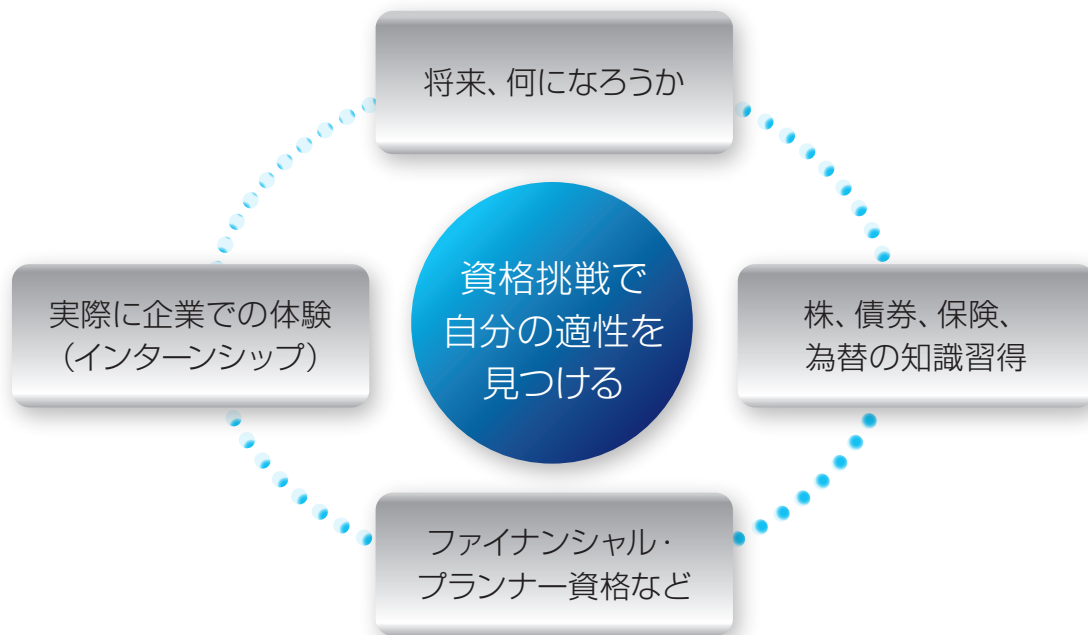 将来、何になろうか
資格挑戦で
自分の適性を
見つける
実際に企業での体験
（インターンシップ）
株、債券、保険、
為替の知識習得
ファイナンシャル・
プランナー資格など